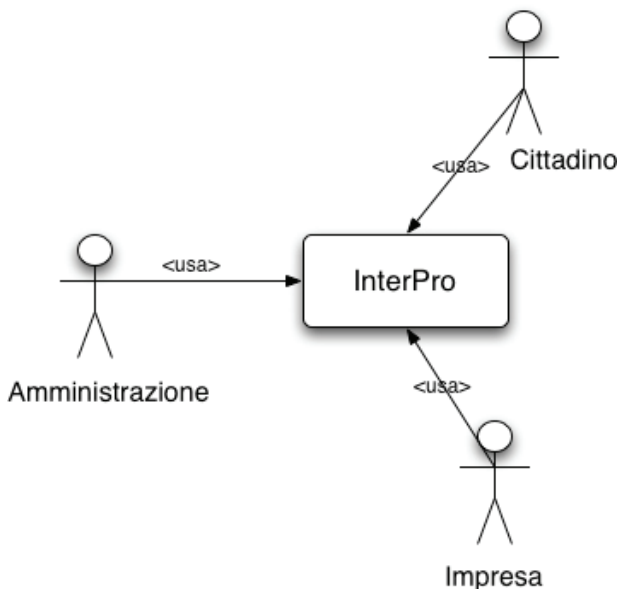 Cittadino
<usa>
<usa>
InterPro
Amministrazione
<usa>
Impresa